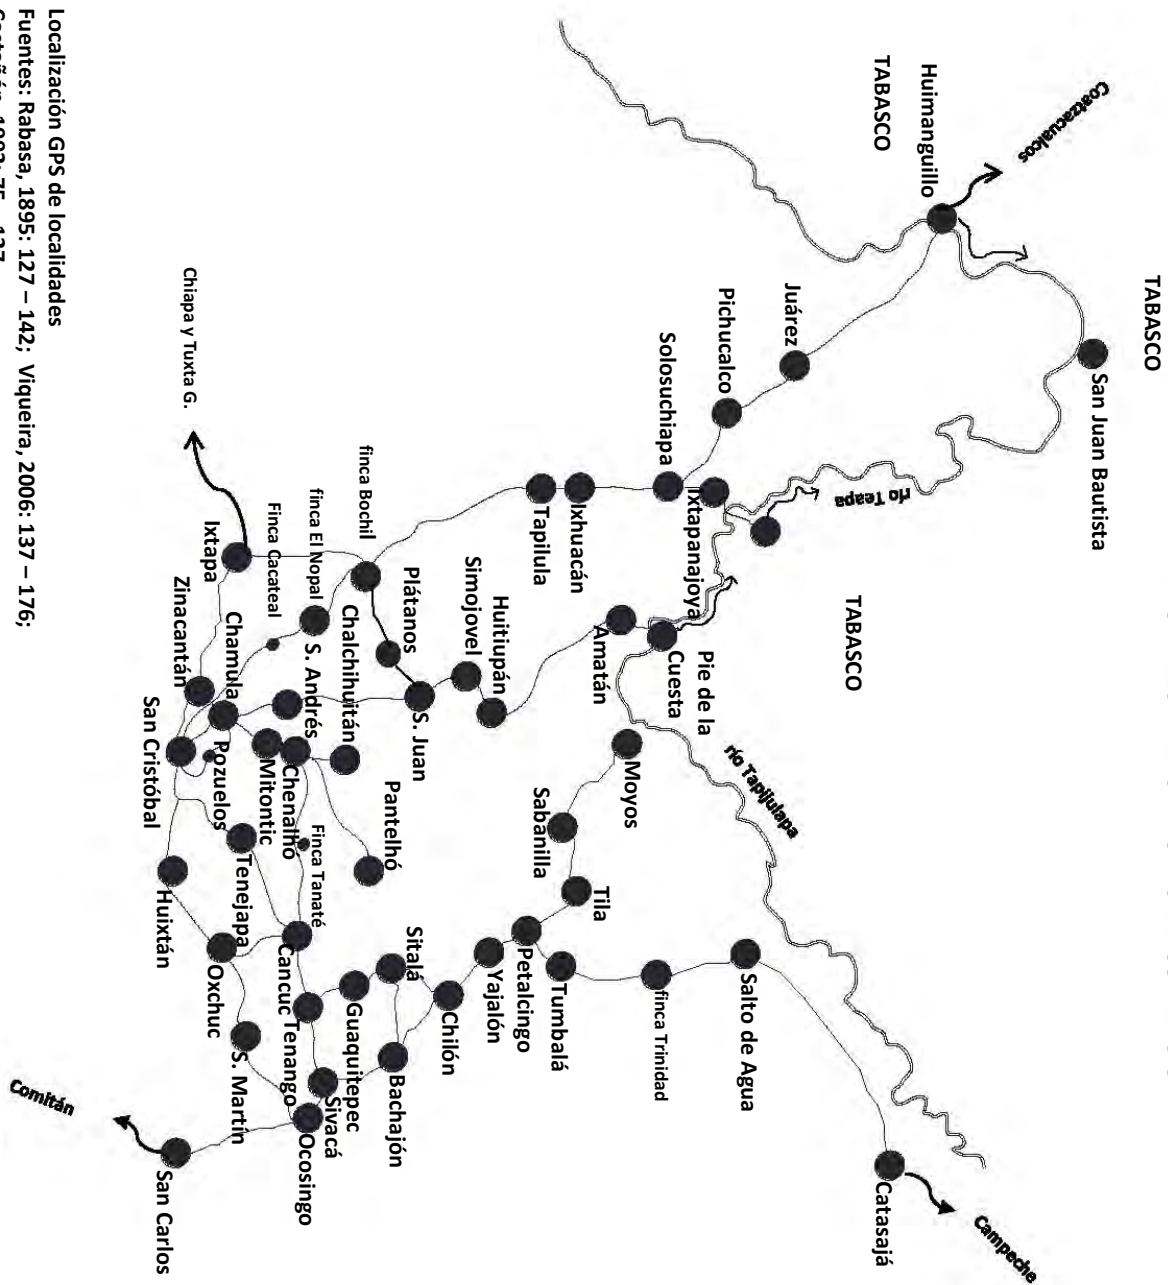 TABASCO
San Juan Bautista
Coatzacualcos
Campeche
Huimanguillo
TABASCO
Catasajá
TABASCO
río Teapa
Juárez
río Tapijulapa
Salto de Agua
Pichucalco
Ixtapanajoya
Pie de la
Cuesta
Solosuchiapa
finca Trinidad
Moyos
Amatán
Ixhuacán
Tila
Tapilula
Sabanilla
Tumbalá
Petalcingo
Huitiupán
Yajalón
Simojovel
Chilón
S. Juan
Plátanos
Sitalá
Bachajón
Pantelhó
finca Bochil
Guaquitepec
Chalchihuitán
Sivacá
finca El Nopal
S. Andrés
Finca Tanaté
Ocosingo
Cancuc
Tenango
Chenalhó
Finca Cacateal
Mitontic
Tenejapa
S. Martín
Chamula
Pozuelos
Oxchuc
Ixtapa
Chiapa y Tuxta G.
Zinacantán
San Cristóbal
Huixtán
San Carlos
Comitán
Localización GPS de localidades
Fuentes: Rabasa, 1895: 127 – 142; Viqueira, 2006: 137 – 176;